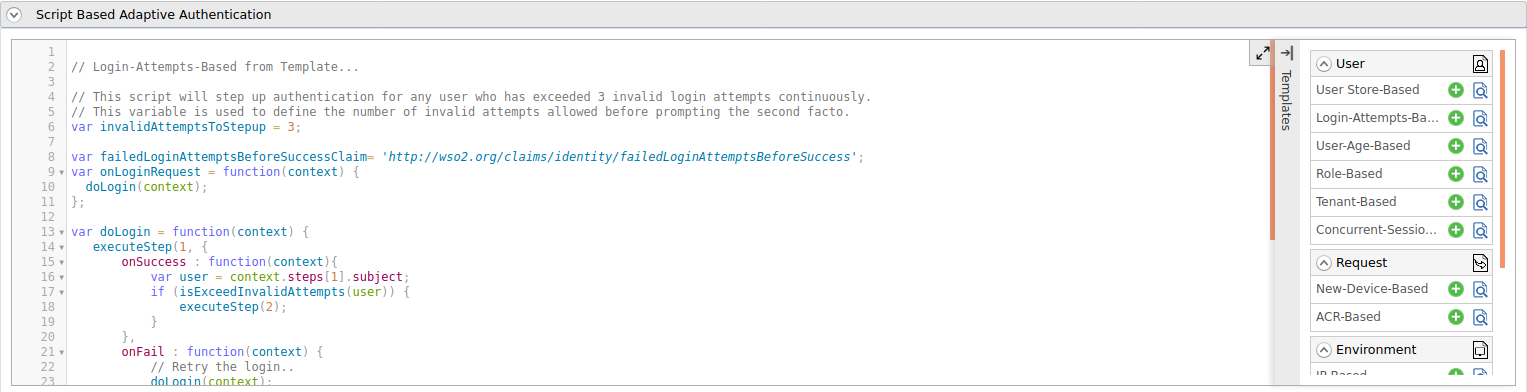 Script Based Adaptive Authentication
1
2 // Login-Attempts-Based from Template...
3
4 // This script will step up authentication for any user who has exceeded 3 invalid login attempts continuously.
5 // This variable is used to define the number of invalid attempts allowed before prompting the second facto.
6 var invalidAttemptsToStepup = 3;
7
8 var failedLoginAttemptsBeforeSuccessClaim= 'http://wso2.org/claims/identity/failedLoginAttemptsBeforeSuccess';
9 var onLoginRequest = function(context) {
10 doLogin(context);
11 };
12
13 var doLogin = function(context) {
14 executeStep(1, {
15 onSuccess : function(context){
16 var user = context.steps[1].subject;
17 if (isExceedInvalidAttempts(user)) {
18 executeStep(2);
19 }
20 },
21 onFail : function(context) {
22 // Retry the login..
23 doLogin(context);
Templates
User
User Store-Based
Login-Attempts-Ba...
User-Age-Based
Role-Based
Tenant-Based
Concurrent-Sessio...
Request
New-Device-Based
ACR-Based
Environment
IP-Based